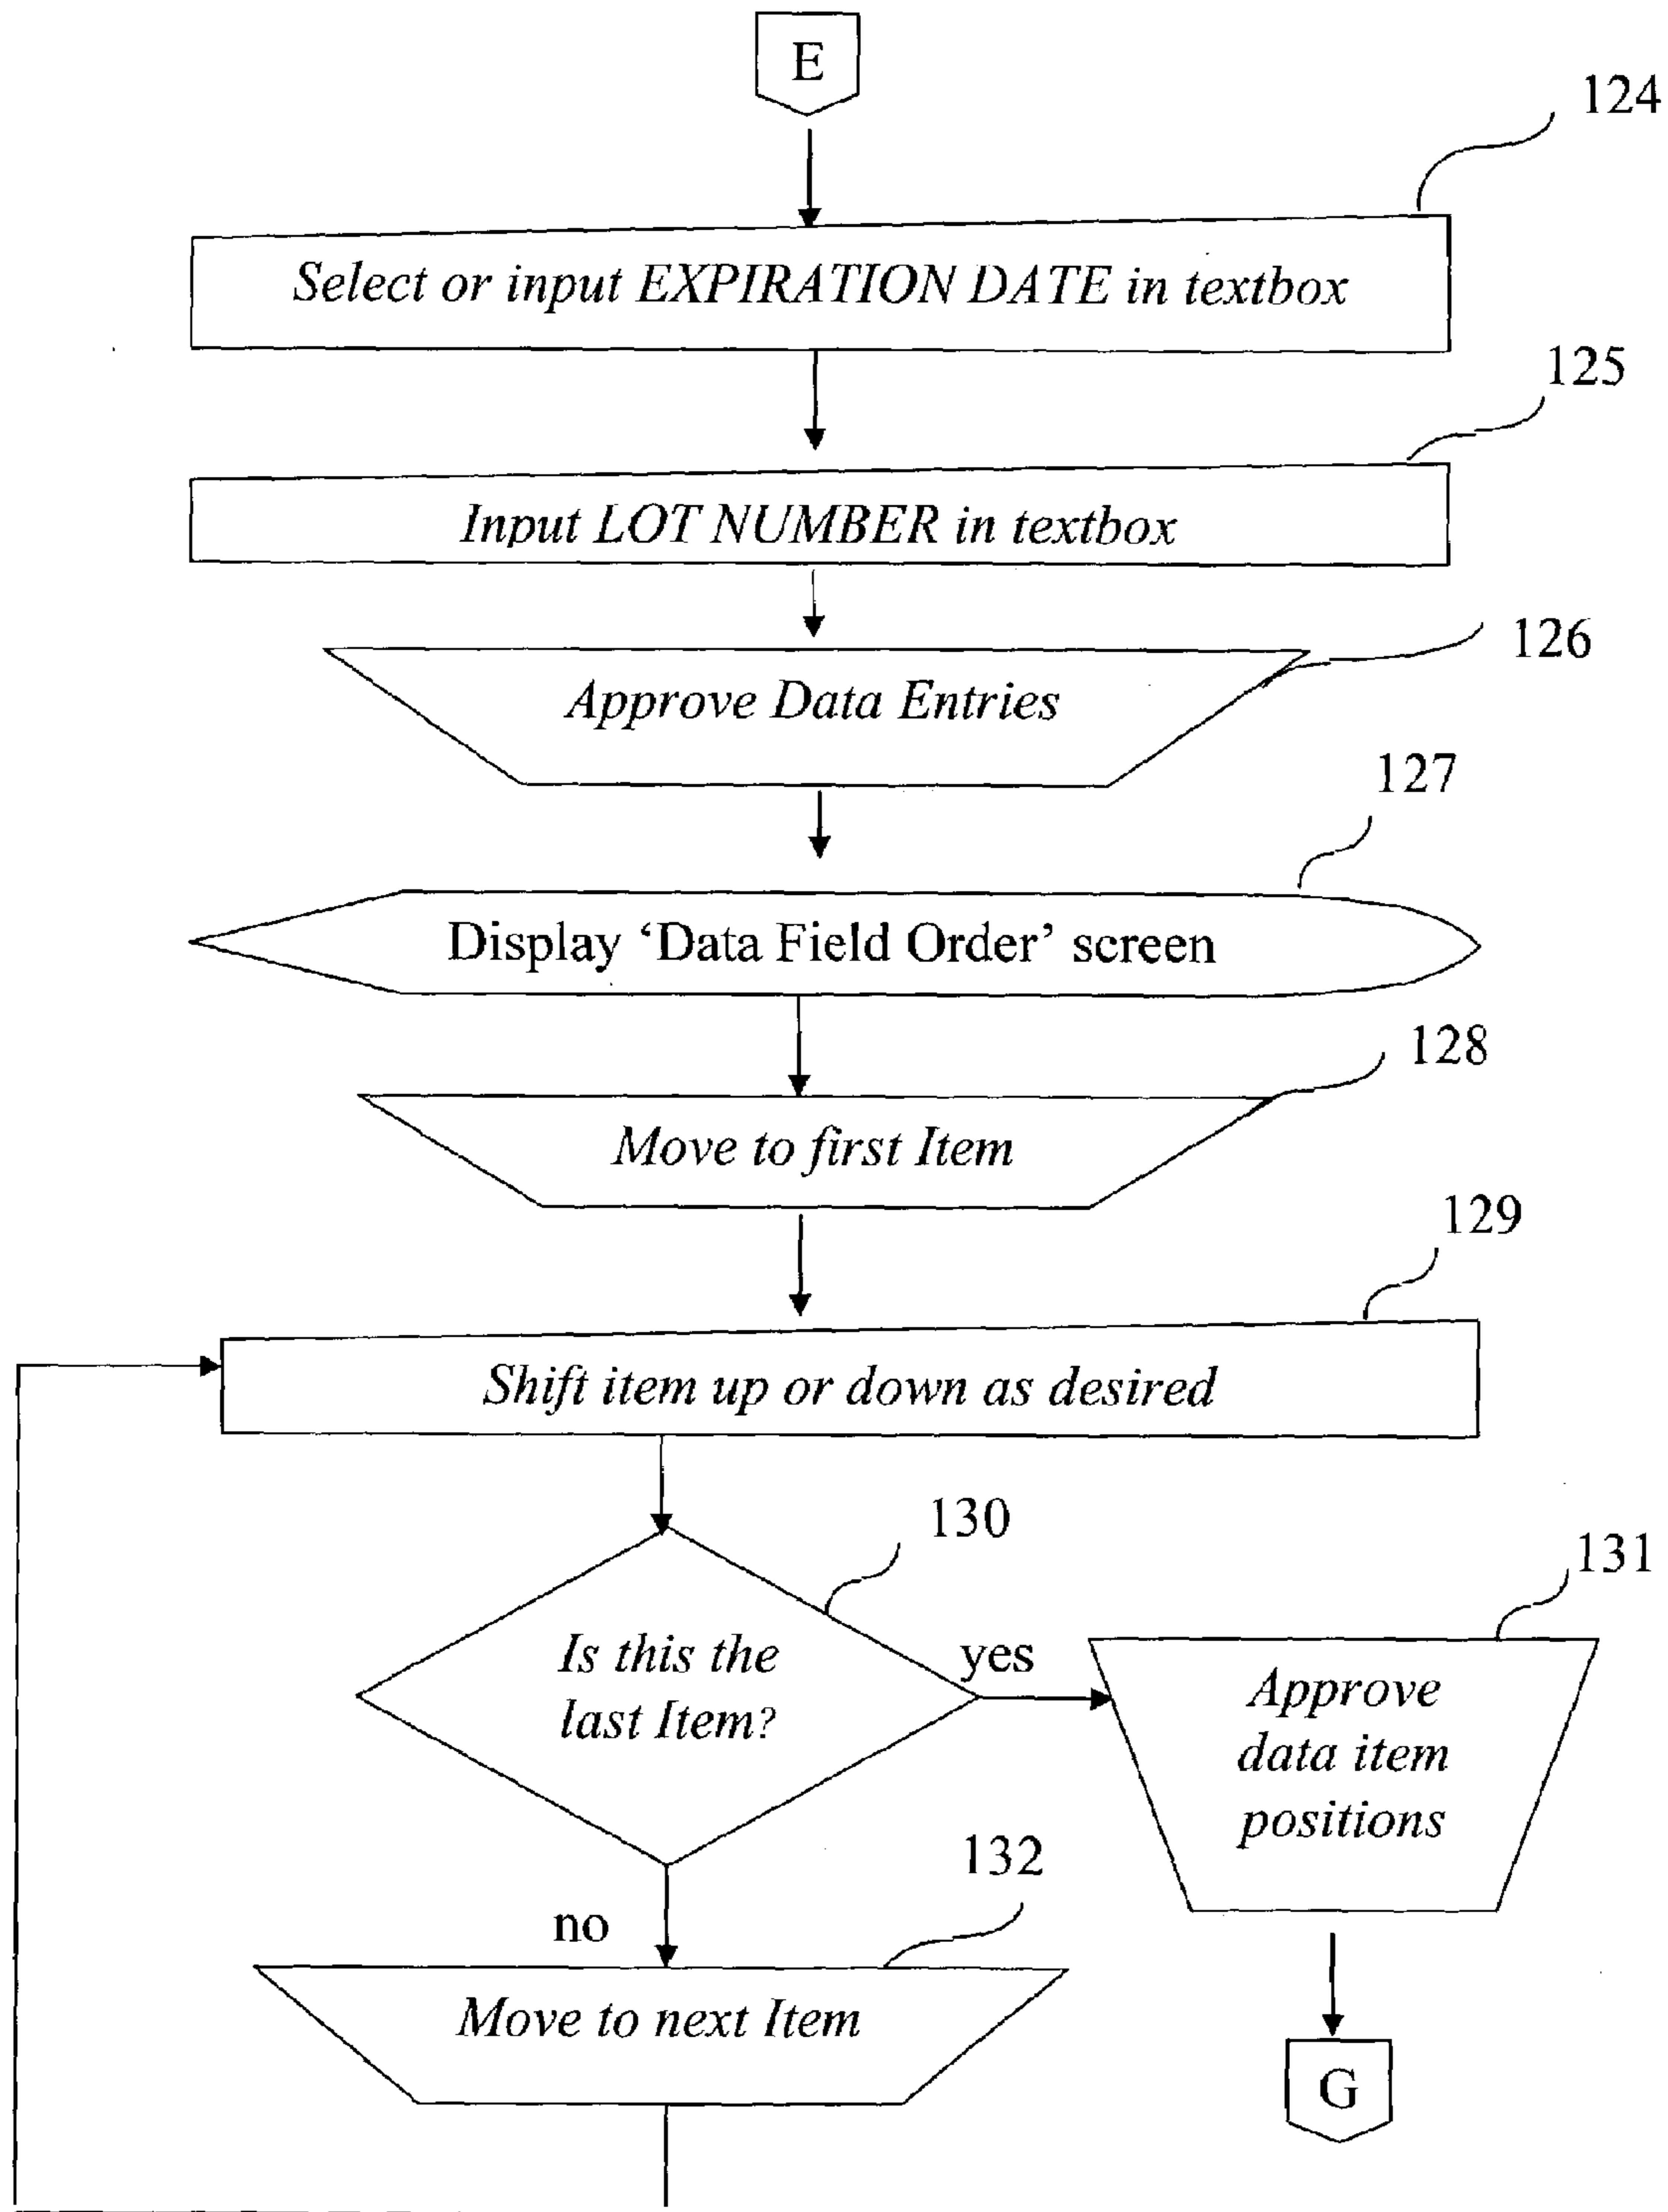 E
124
Select or input EXPIRATION DATE in textbox
125
Input LOT NUMBER in textbox
126
Approve Data Entries
127
Display ‘Data Field Order’ screen
128
Move to first Item
129
Shift item up or down as desired
130
131
Is this the
last Item?
yes
Approve
data item
positions
132
no
Move to next Item
G